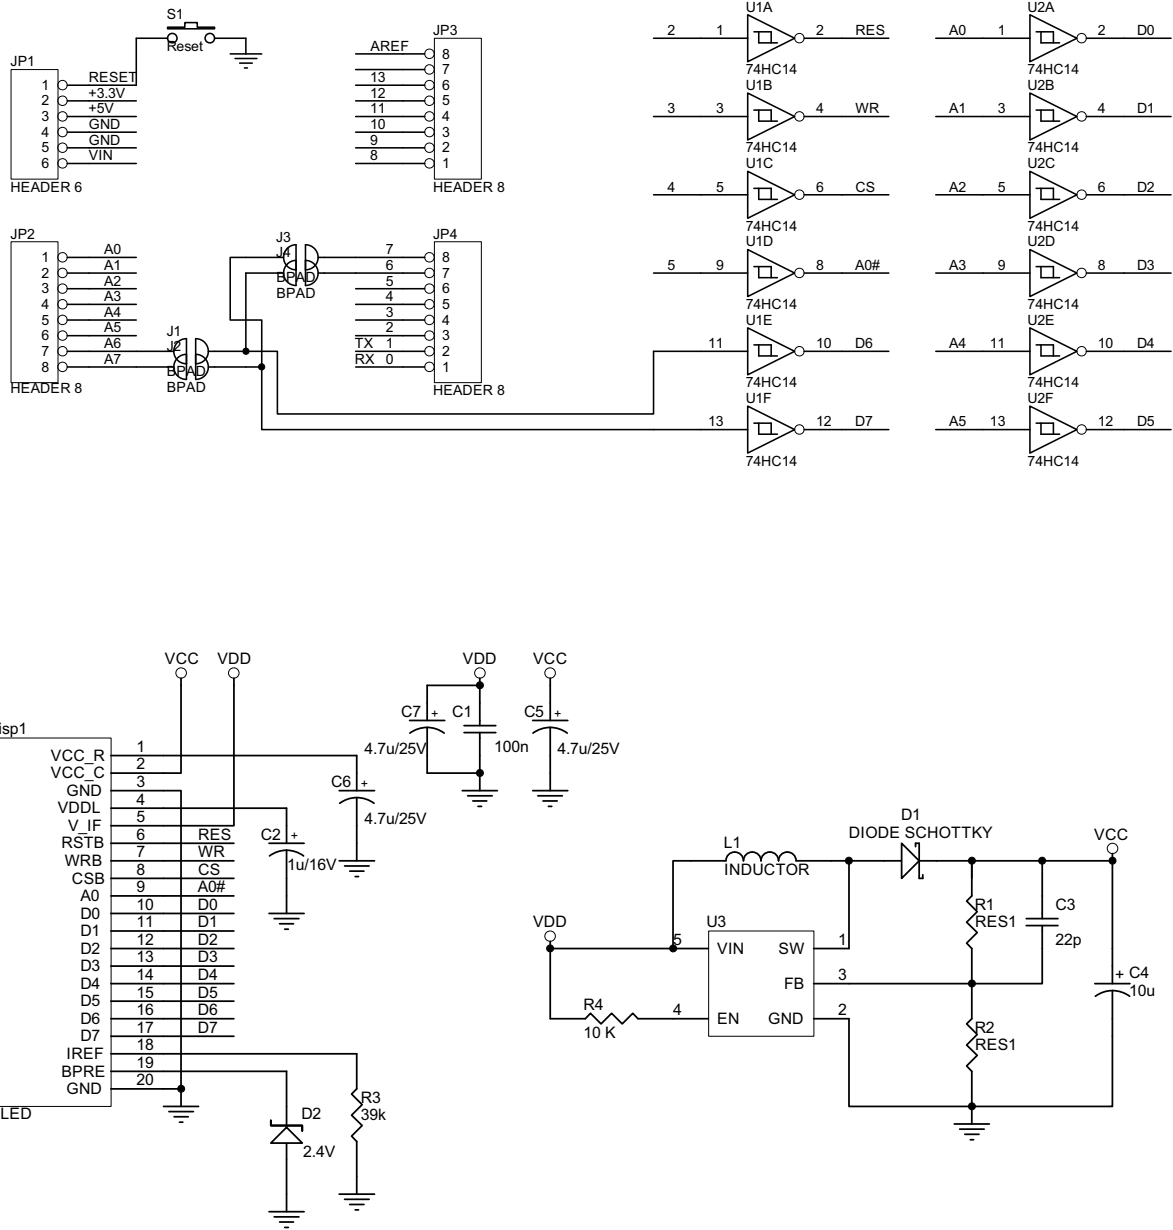 S1
Reset
JP1
1 RESET
2 +3.3V
3 +5V
4 GND
5 GND
6 VIN
HEADER 6
JP3
AREF 8
7
13 6
12 5
11 4
10 3
9 2
8 1
HEADER 8
JP2
1 A0
2 A1
3 A2
4 A3
5 A4
6 A5
7 A6
8 A7
HEADER 8
J1
J2
BPAD
BPAD
J3
J4
BPAD
BPAD
JP4
7 8
6 7
5 6
4 5
3 4
2 3
TX 1 2
RX 0 1
HEADER 8
U1A
2 1 2 RES
74HC14
U1B
3 3 4 WR
74HC14
U1C
4 5 6 CS
74HC14
U1D
5 9 8 A0#
74HC14
U1E
11 10 D6
74HC14
U1F
13 12 D7
74HC14
U2A
A0 1 2 D0
74HC14
U2B
A1 3 4 D1
74HC14
U2C
A2 5 6 D2
74HC14
U2D
A3 9 8 D3
74HC14
U2E
A4 11 10 D4
74HC14
U2F
A5 13 12 D5
74HC14
VCC VDD
isp1
VCC_R 1
VCC_C 2
GND 3
VDDL 4
V_IF 5
RSTB 6 RES
WRB 7 WR
CSB 8 CS
A0 9 A0#
D0 10 D0
D1 11 D1
D2 12 D2
D3 13 D3
D4 14 D4
D5 15 D5
D6 16 D6
D7 17 D7
IREF 18
BPRE 19
GND 20
LED
C2 +
1u/16V
C6 +
4.7u/25V
D2
2.4V
R3
39k
VDD VCC
C7 + C1 C5 +
4.7u/25V 100n 4.7u/25V
D1
DIODE SCHOTTKY
VCC
L1
INDUCTOR
VDD
U3
5 VIN SW 1
FB 3
4 EN GND 2
R4
10 K
R1
RES1
C3
22p
+ C4
10u
R2
RES1